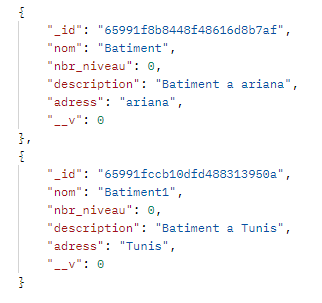 {
"_id": "65991f8b8448f48616d8b7af",
"nom": "Batiment",
"nbr_niveau": 0,
"description": "Batiment a ariana",
"adress": "ariana",
"__v": 0
},
{
"_id": "65991fccb10dfd488313950a",
"nom": "Batiment1",
"nbr_niveau": 0,
"description": "Batiment a Tunis",
"adress": "Tunis",
"__v": 0
}